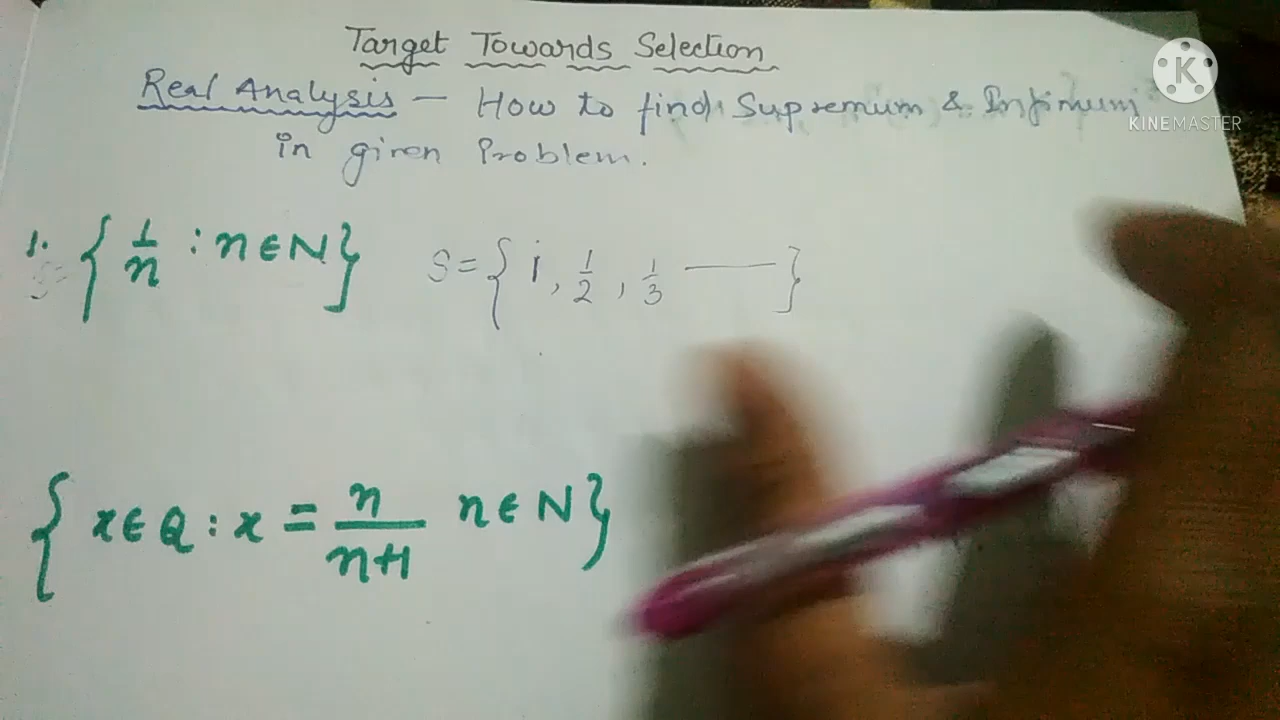 Target Towards Selection
Real Analysis - How to find Supremum & Infimum
in given Problem.
K
KINEMASTER
1. { 1/n : n ∈ N } S = { 1, 1/2, 1/3 —— }
{ x ∈ Q : x = n/n+1 n ∈ N }